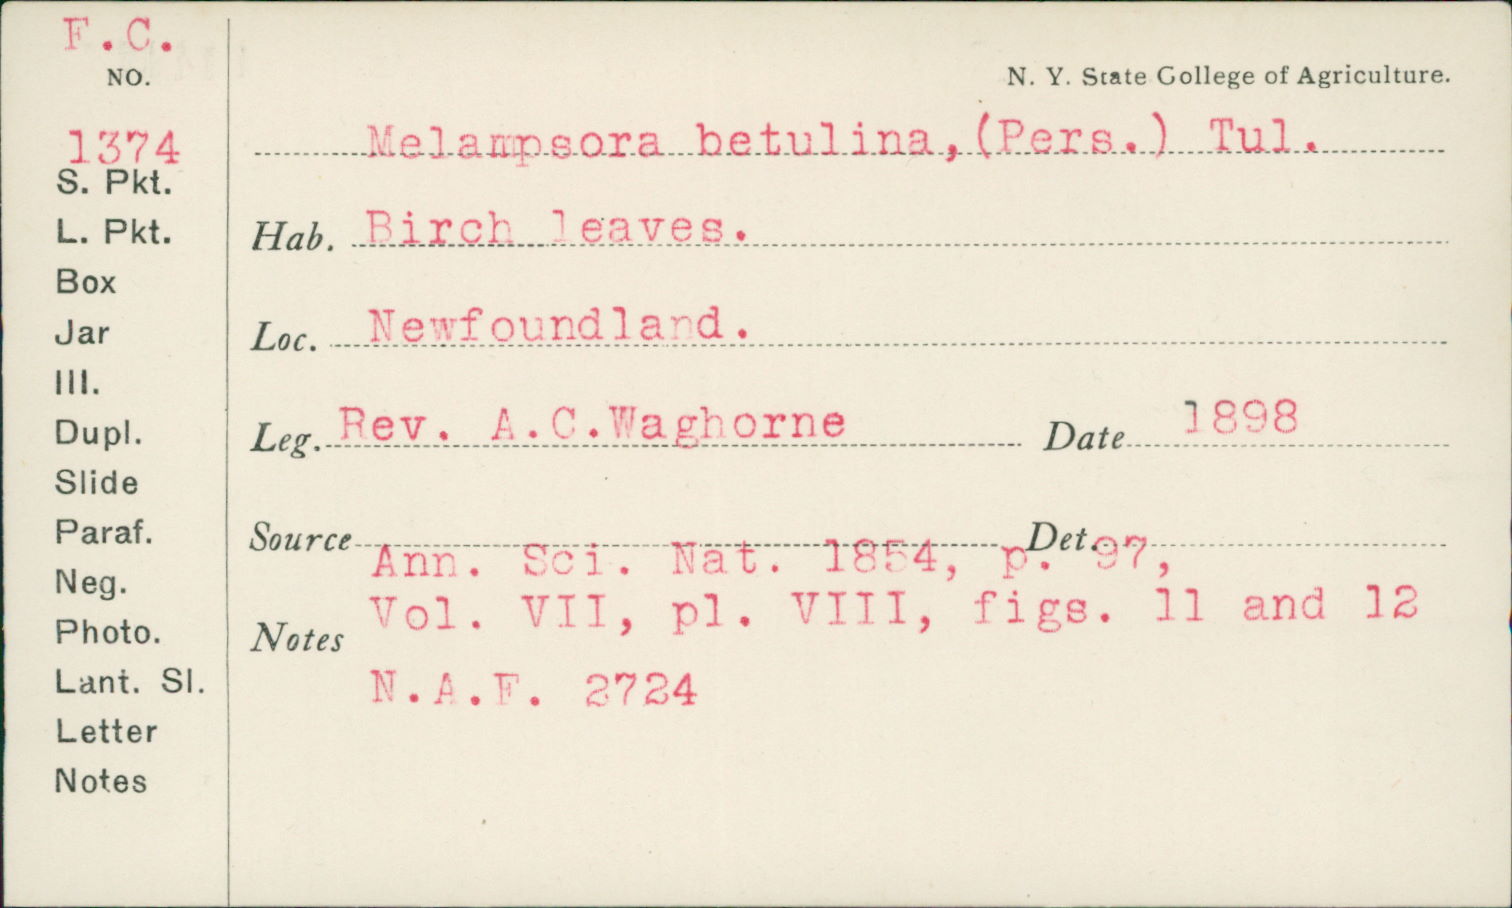 F.C.
NO.
1374
S. Pkt.
L. Pkt.
Box
Jar
Ill.
Dupl.
Slide
Paraf.
Neg.
Photo.
Lant. Sl.
Letter
Notes
N. Y. State College of Agriculture.
Melampsora betulina,(Pers.) Tul.
Hab. Birch leaves.
Loc. Newfoundland.
Leg. Rev. A.C.Waghorne Date 1898
Source Det.
Ann. Sci. Nat. 1854, p. 97,
Notes Vol. VII, pl. VIII, figs. 11 and 12
N.A.F. 2724